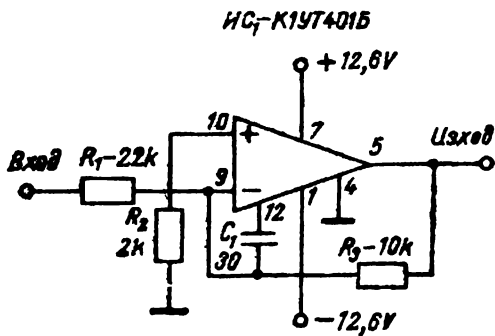 ИС₁-К1УТ401Б
+12,6V
10
+
7
5
Изход
Вход
R₁-22k
9
−
1
4
12
R₂
2k
C₁
30
R₃-10k
−12,6V